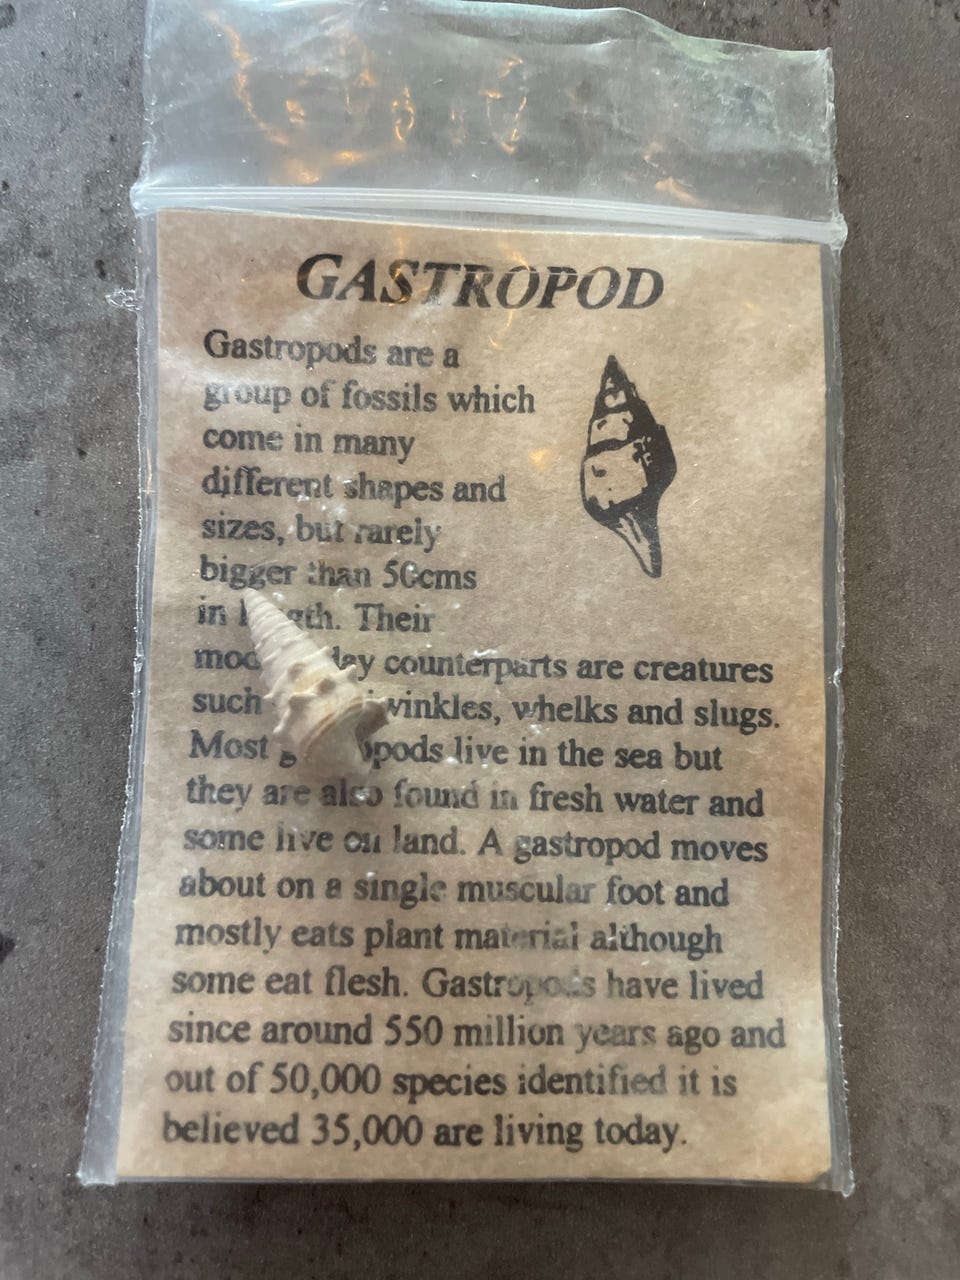 GASTROPOD
Gastropods are a
group of fossils which
come in many
different shapes and
sizes, but rarely
bigger than 50cms
in length. Their
counterparts are creatures
such whelks and slugs.
Most live in the sea but
they are also found in fresh water and
some live on land. A gastropod moves
about on a single muscular foot and
mostly eats plant material although
some eat flesh. Gastropods have lived
since around 550 million years ago and
out of 50,000 species identified it is
believed 35,000 are living today.